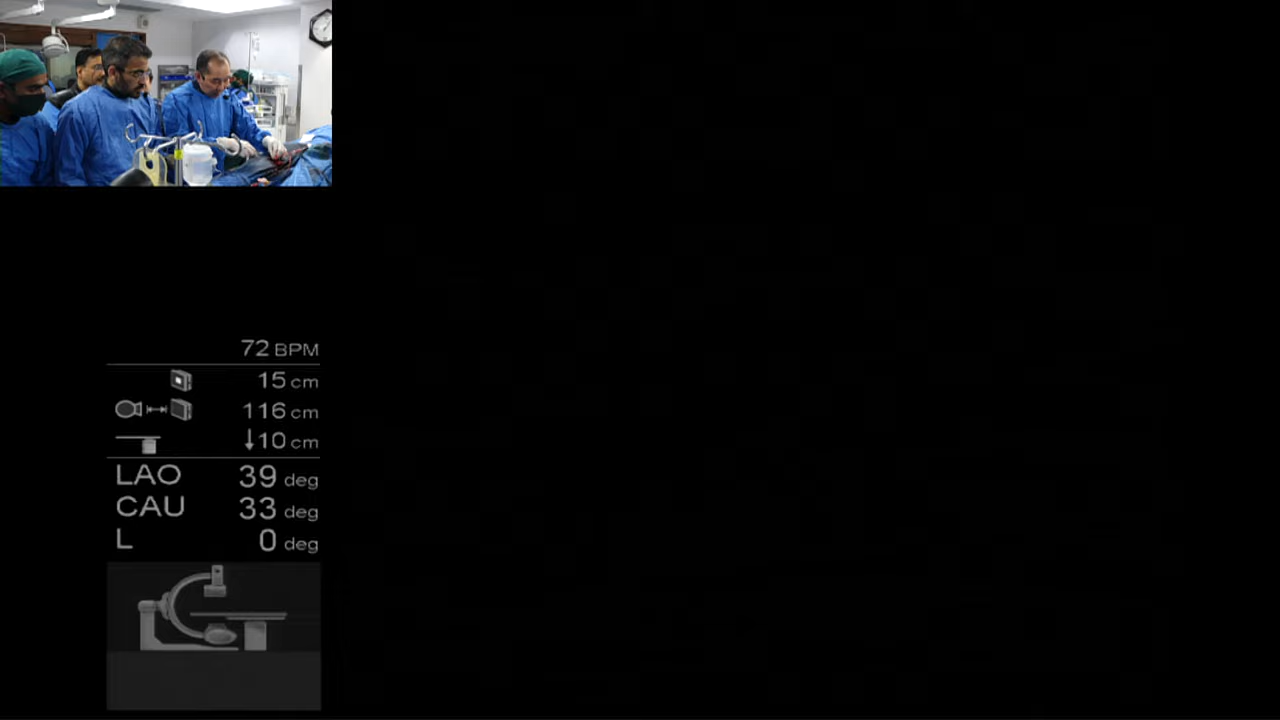 72 BPM
15 cm
116 cm
↓10 cm
LAO 39 deg
CAU 33 deg
L 0 deg